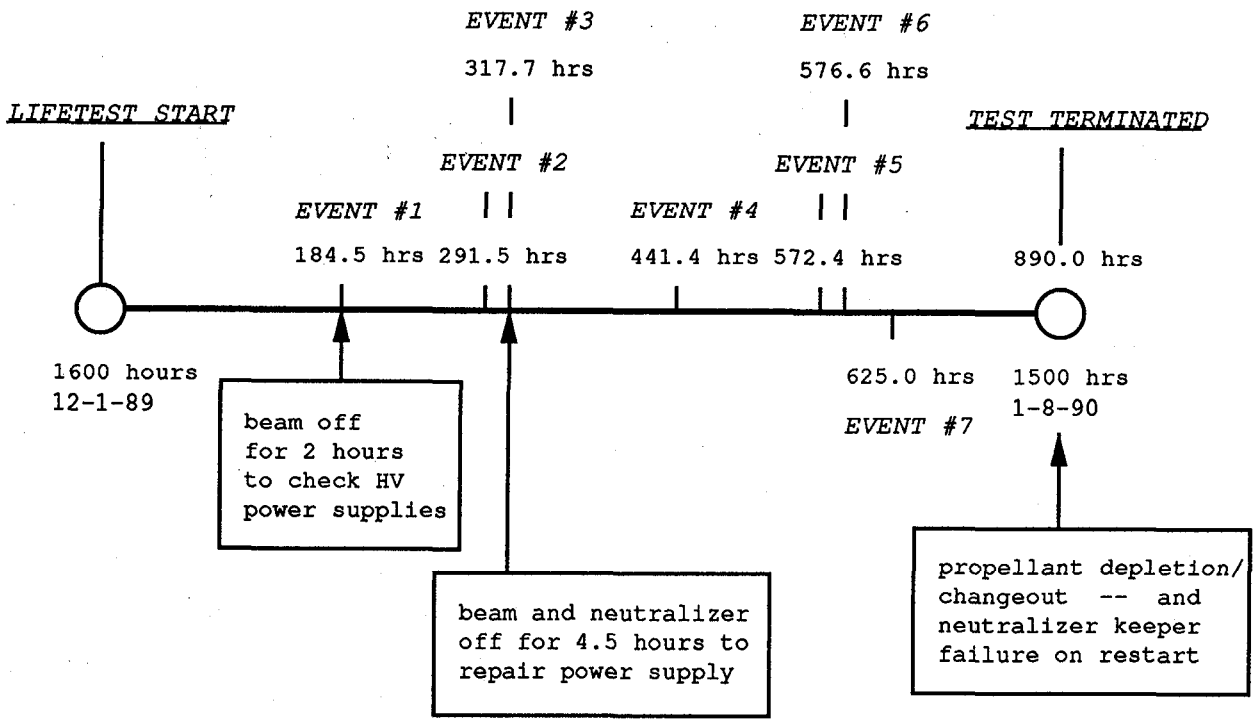 EVENT #3
317.7 hrs
EVENT #6
576.6 hrs
LIFETEST START
TEST TERMINATED
EVENT #2
EVENT #5
EVENT #1
184.5 hrs
291.5 hrs
EVENT #4
441.4 hrs
572.4 hrs
890.0 hrs
1600 hours
12-1-89
625.0 hrs
EVENT #7
1500 hrs
1-8-90
beam off
for 2 hours
to check HV
power supplies
beam and neutralizer
off for 4.5 hours to
repair power supply
propellant depletion/
changeout -- and
neutralizer keeper
failure on restart